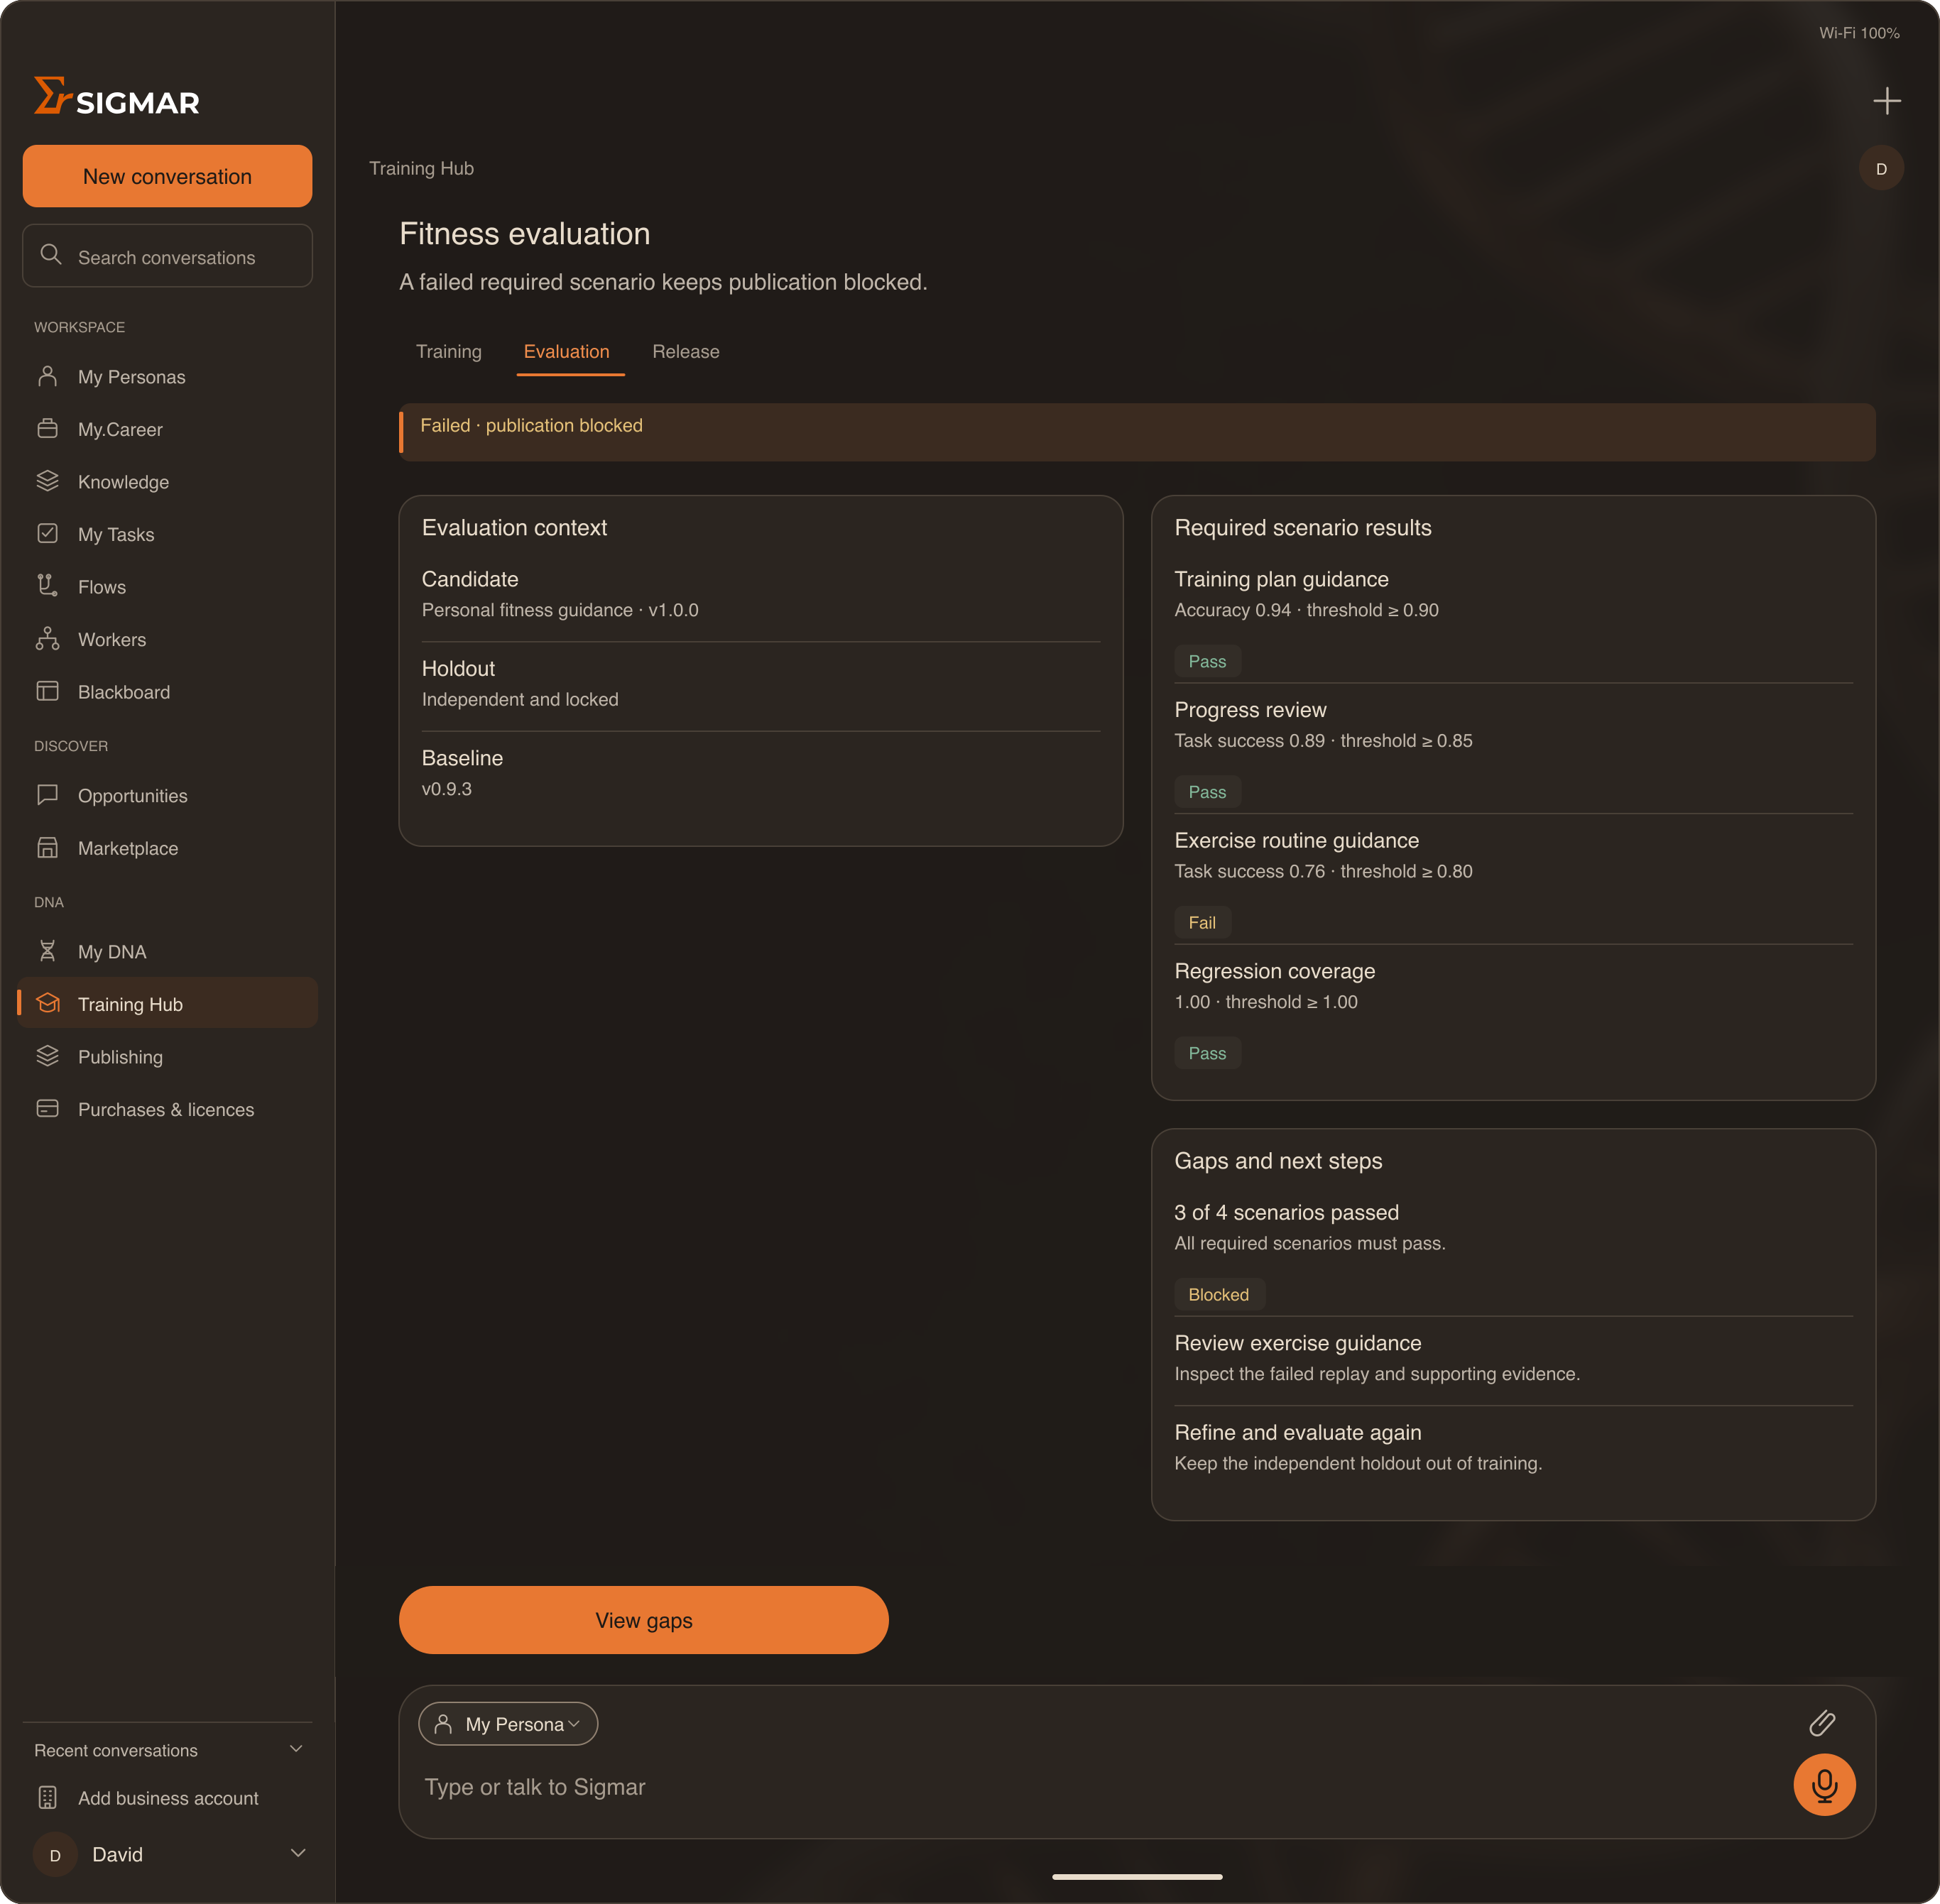 Wi-Fi 100%
SIGMAR
New conversation
Search conversations
WORKSPACE
My Personas
My.Career
Knowledge
My Tasks
Flows
Workers
Blackboard
DISCOVER
Opportunities
Marketplace
DNA
My DNA
Training Hub
Publishing
Purchases & licences
Recent conversations
Add business account
D
David
Training Hub
D
Fitness evaluation
A failed required scenario keeps publication blocked.
Training
Evaluation
Release
Failed · publication blocked
Evaluation context
Candidate
Personal fitness guidance · v1.0.0
Holdout
Independent and locked
Baseline
v0.9.3
Required scenario results
Training plan guidance
Accuracy 0.94 · threshold ≥ 0.90
Pass
Progress review
Task success 0.89 · threshold ≥ 0.85
Pass
Exercise routine guidance
Task success 0.76 · threshold ≥ 0.80
Fail
Regression coverage
1.00 · threshold ≥ 1.00
Pass
Gaps and next steps
3 of 4 scenarios passed
All required scenarios must pass.
Blocked
Review exercise guidance
Inspect the failed replay and supporting evidence.
Refine and evaluate again
Keep the independent holdout out of training.
View gaps
My Persona
Type or talk to Sigmar